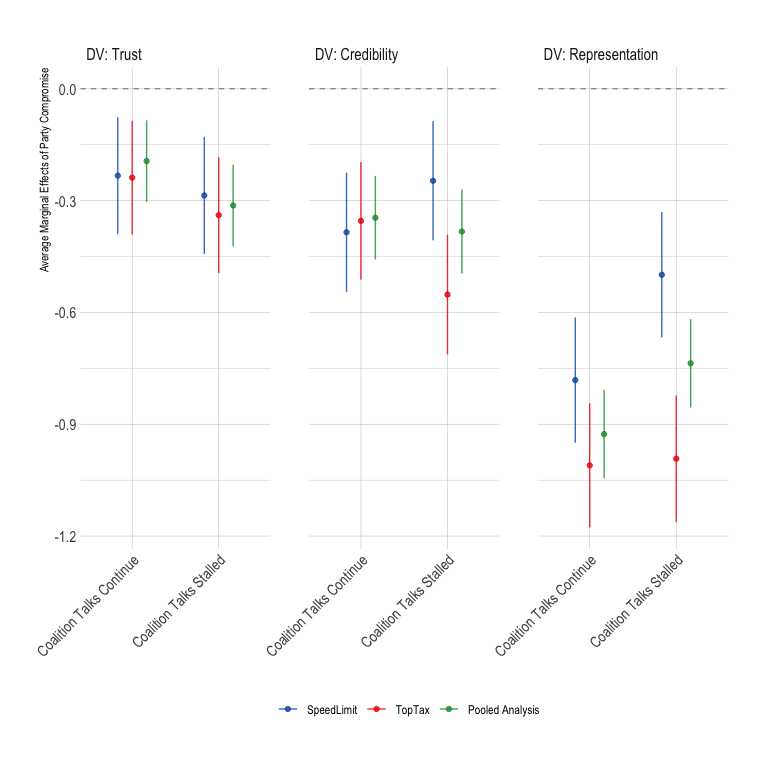 DV: Trust
DV: Credibility
DV: Representation
Average Marginal Effects of Party Compromise
0.0
-0.3
-0.6
-0.9
-1.2
Coalition Talks Continue
Coalition Talks Stalled
Coalition Talks Continue
Coalition Talks Stalled
Coalition Talks Continue
Coalition Talks Stalled
SpeedLimit TopTax Pooled Analysis